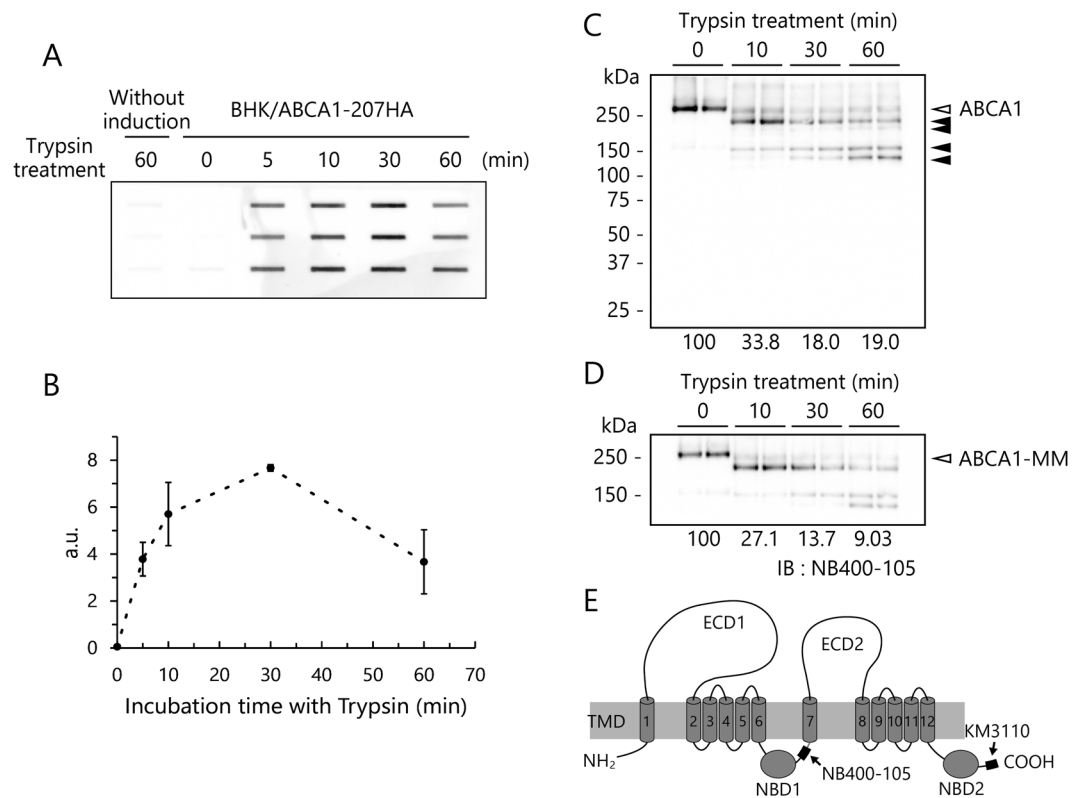 A
Without
induction
BHK/ABCA1-207HA
Trypsin
treatment
60 0 5 10 30 60 (min)
B
a.u.
8
6
4
2
0
0 10 20 30 40 50 60 70
Incubation time with Trypsin (min)
C
Trypsin treatment (min)
0 10 30 60
kDa
250 -
ABCA1
150 -
100 -
75 -
50 -
37 -
25 -
100 33.8 18.0 19.0
D
Trypsin treatment (min)
0 10 30 60
kDa
250 -
ABCA1-MM
150 -
100 27.1 13.7 9.03
IB : NB400-105
E
ECD1
ECD2
TMD 1 2 3 4 5 6 7 8 9 10 11 12
KM3110
NH2
COOH
NB400-105
NBD1
NBD2